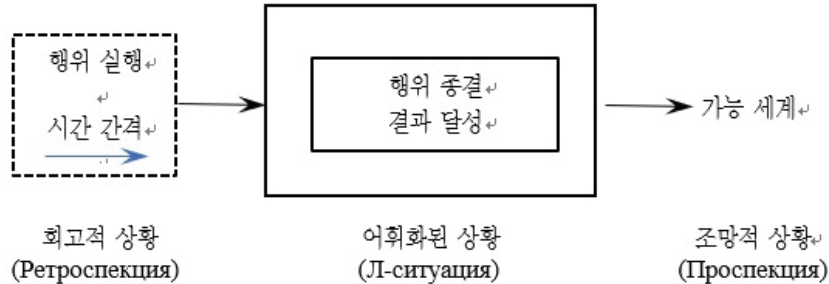 행위 실행↵
↵
시간 간격↵
행위 종결
결과 달성↵
가능 세계↵
회고적 상황
(Ретроспекция)
어휘화된 상황
(Л-ситуация)
조망적 상황↵
(Проспекция)